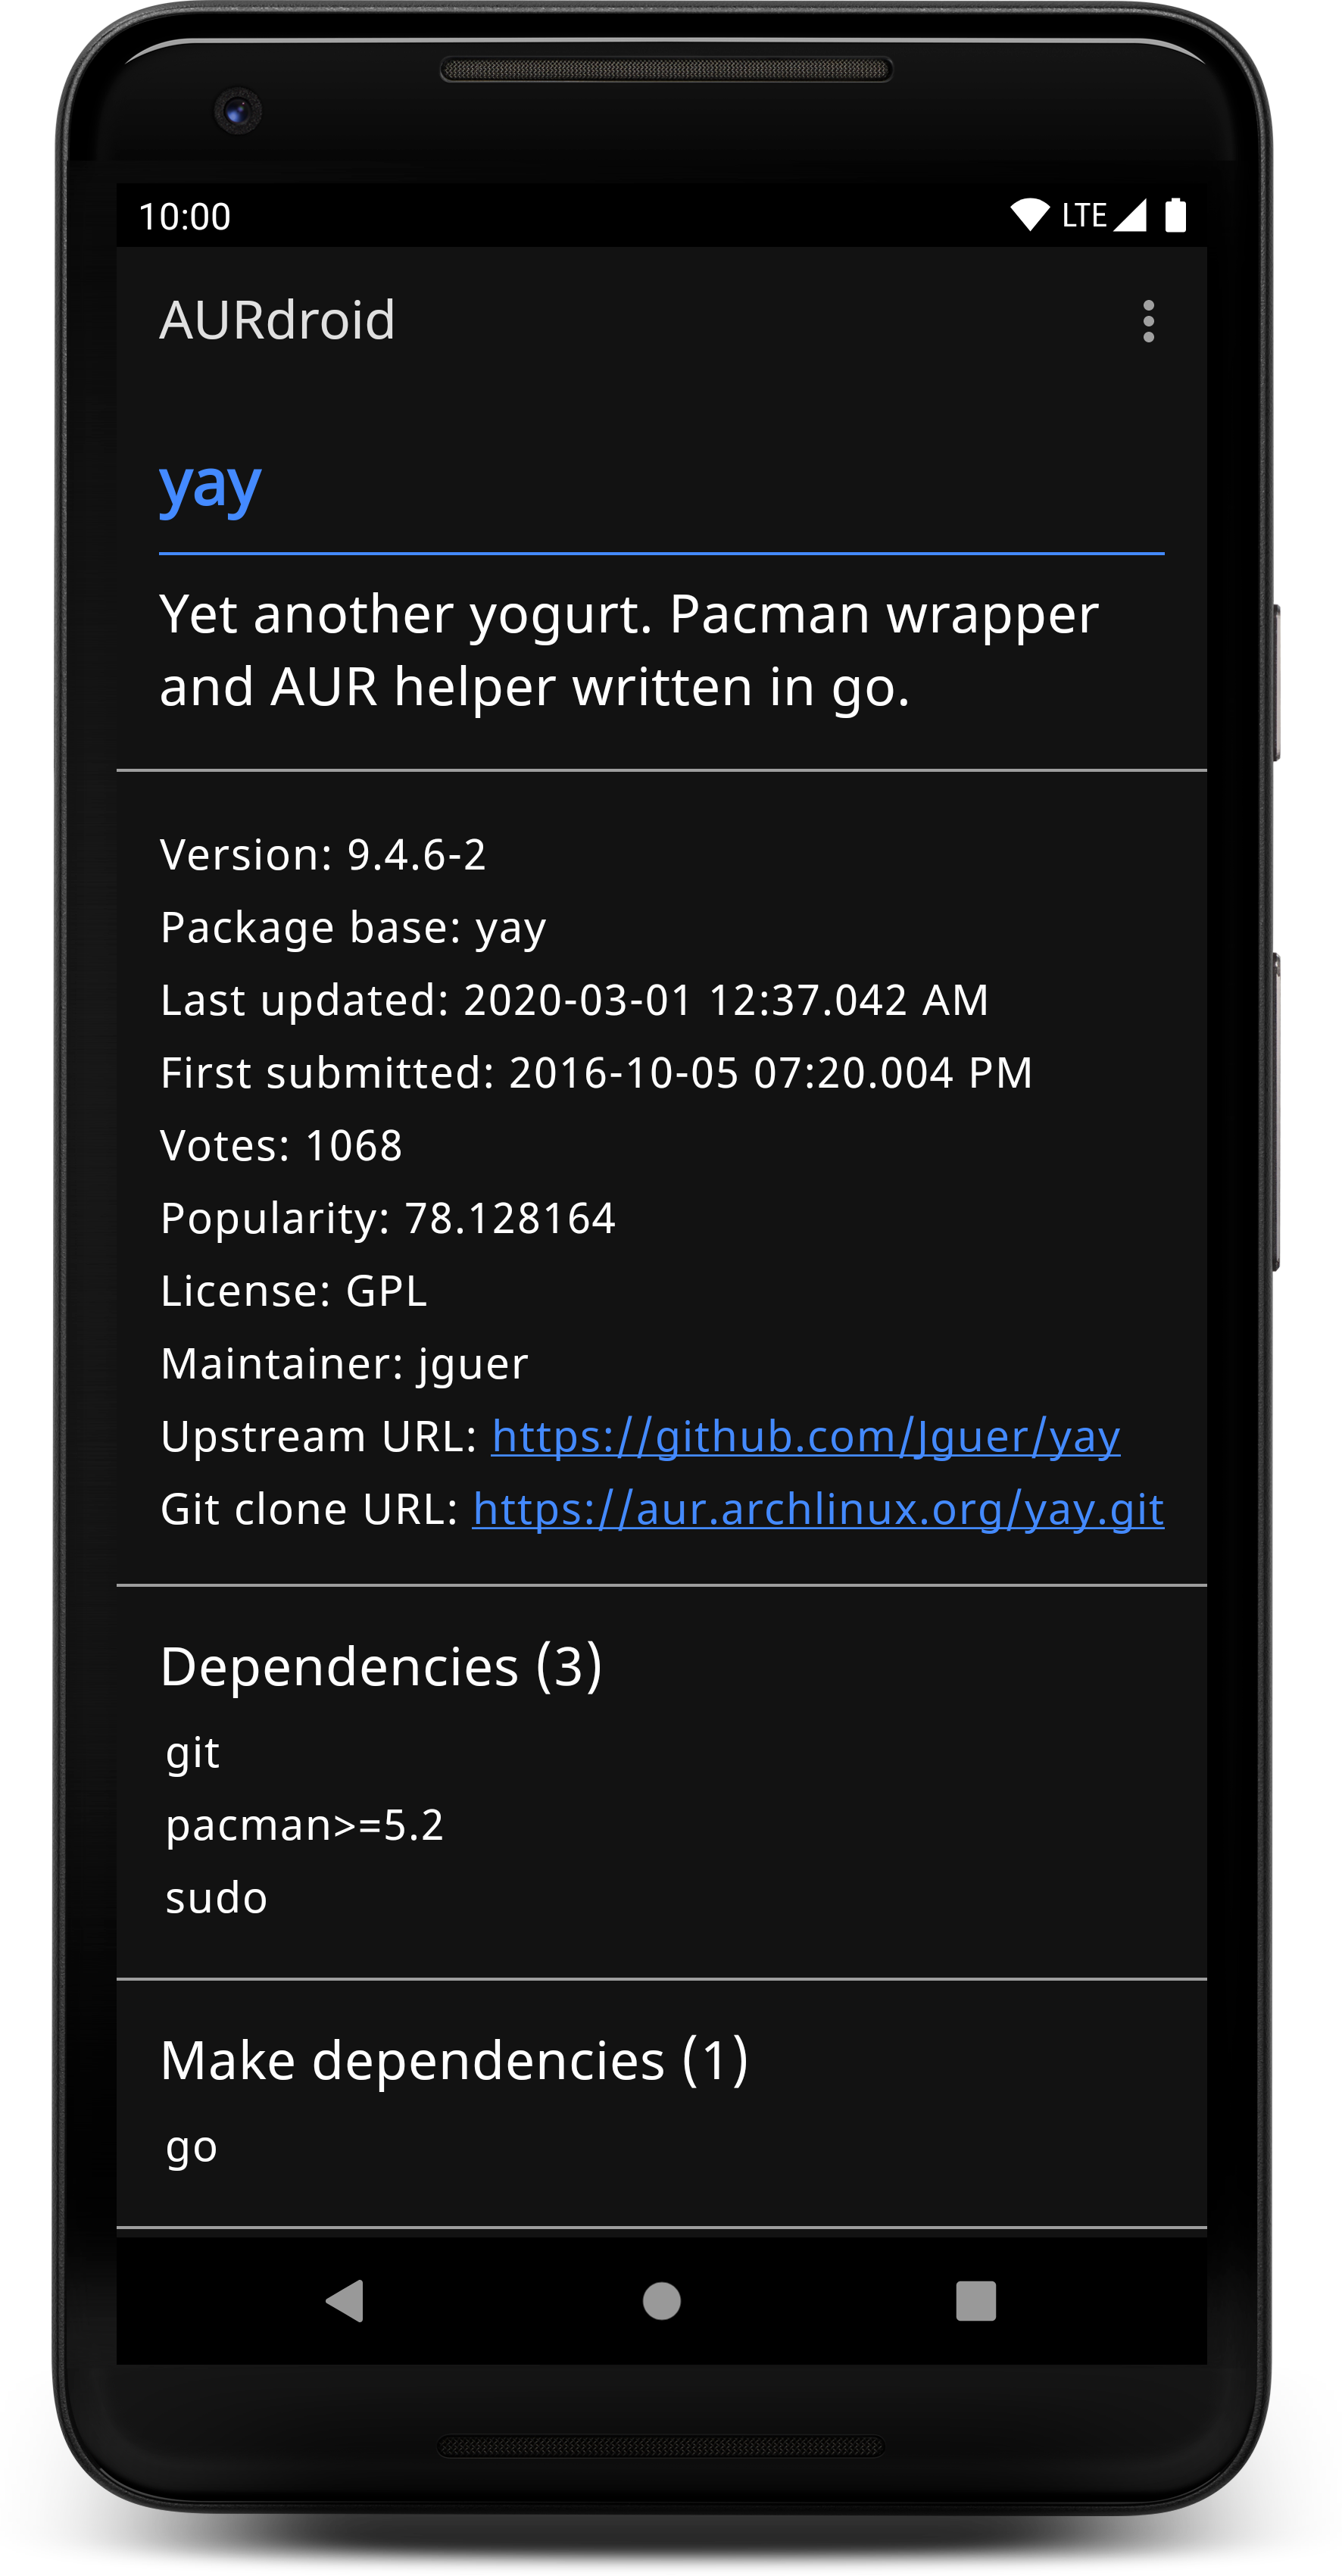 10:00 LTE
AURdroid
yay
Yet another yogurt. Pacman wrapper
and AUR helper written in go.
Version: 9.4.6-2
Package base: yay
Last updated: 2020-03-01 12:37.042 AM
First submitted: 2016-10-05 07:20.004 PM
Votes: 1068
Popularity: 78.128164
License: GPL
Maintainer: jguer
Upstream URL: https://github.com/Jguer/yay
Git clone URL: https://aur.archlinux.org/yay.git
Dependencies (3)
git
pacman>=5.2
sudo
Make dependencies (1)
go